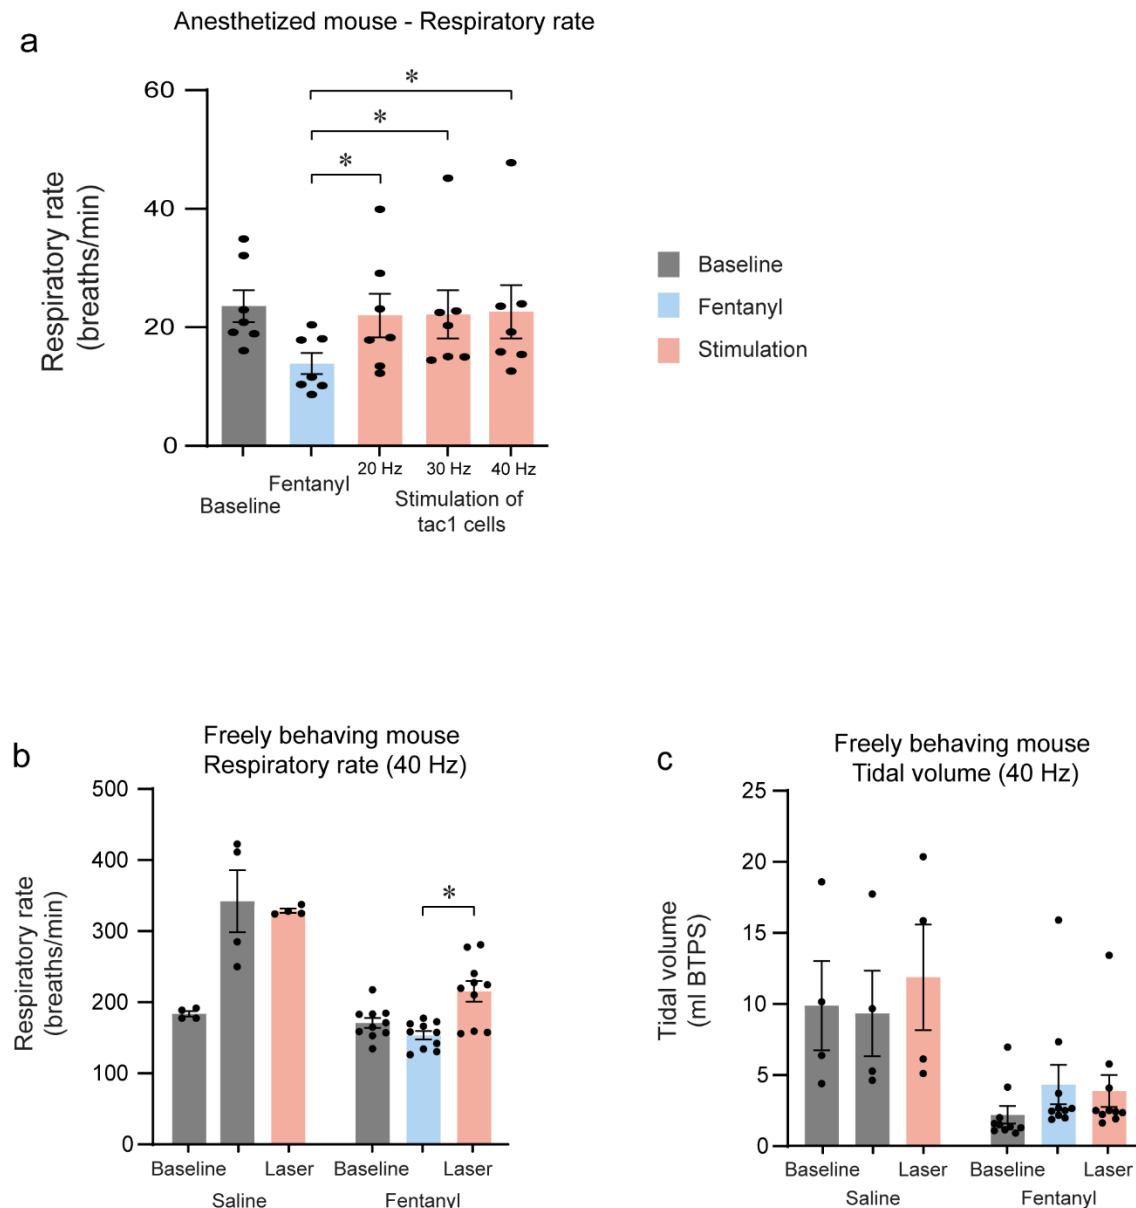 a
Anesthetized mouse - Respiratory rate
Respiratory rate
(breaths/min)
60
40
20
0
*
*
*
Baseline
Fentanyl
20 Hz
30 Hz
40 Hz
Stimulation of
tac1 cells
Baseline
Fentanyl
Stimulation
b
Freely behaving mouse
Respiratory rate (40 Hz)
Respiratory rate
(breaths/min)
500
400
300
200
100
0
*
Baseline
Laser
Baseline
Laser
Saline
Fentanyl
c
Freely behaving mouse
Tidal volume (40 Hz)
Tidal volume
(ml BTPS)
25
20
15
10
5
0
Baseline
Laser
Baseline
Laser
Saline
Fentanyl